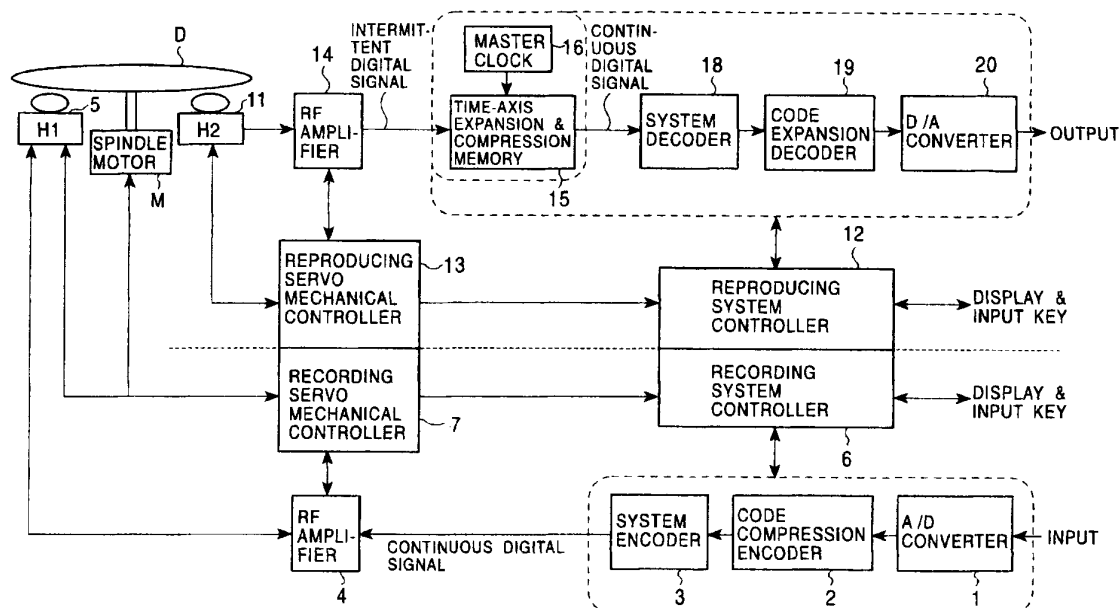 D
5
H1
SPINDLE
MOTOR
M
11
H2
14
RF
AMPLI-
FIER
INTERMIT-
TENT
DIGITAL
SIGNAL
16
MASTER
CLOCK
TIME-AXIS
EXPANSION &
COMPRESSION
MEMORY
15
CONTIN-
UOUS
DIGITAL
SIGNAL
18
SYSTEM
DECODER
19
CODE
EXPANSION
DECODER
20
D/A
CONVERTER
OUTPUT
REPRODUCING
SERVO
MECHANICAL
CONTROLLER
13
12
REPRODUCING
SYSTEM
CONTROLLER
DISPLAY &
INPUT KEY
RECORDING
SERVO
MECHANICAL
CONTROLLER
7
RECORDING
SYSTEM
CONTROLLER
6
DISPLAY &
INPUT KEY
RF
AMPLI-
FIER
4
CONTINUOUS DIGITAL
SIGNAL
SYSTEM
ENCODER
3
CODE
COMPRESSION
ENCODER
2
A/D
CONVERTER
1
INPUT